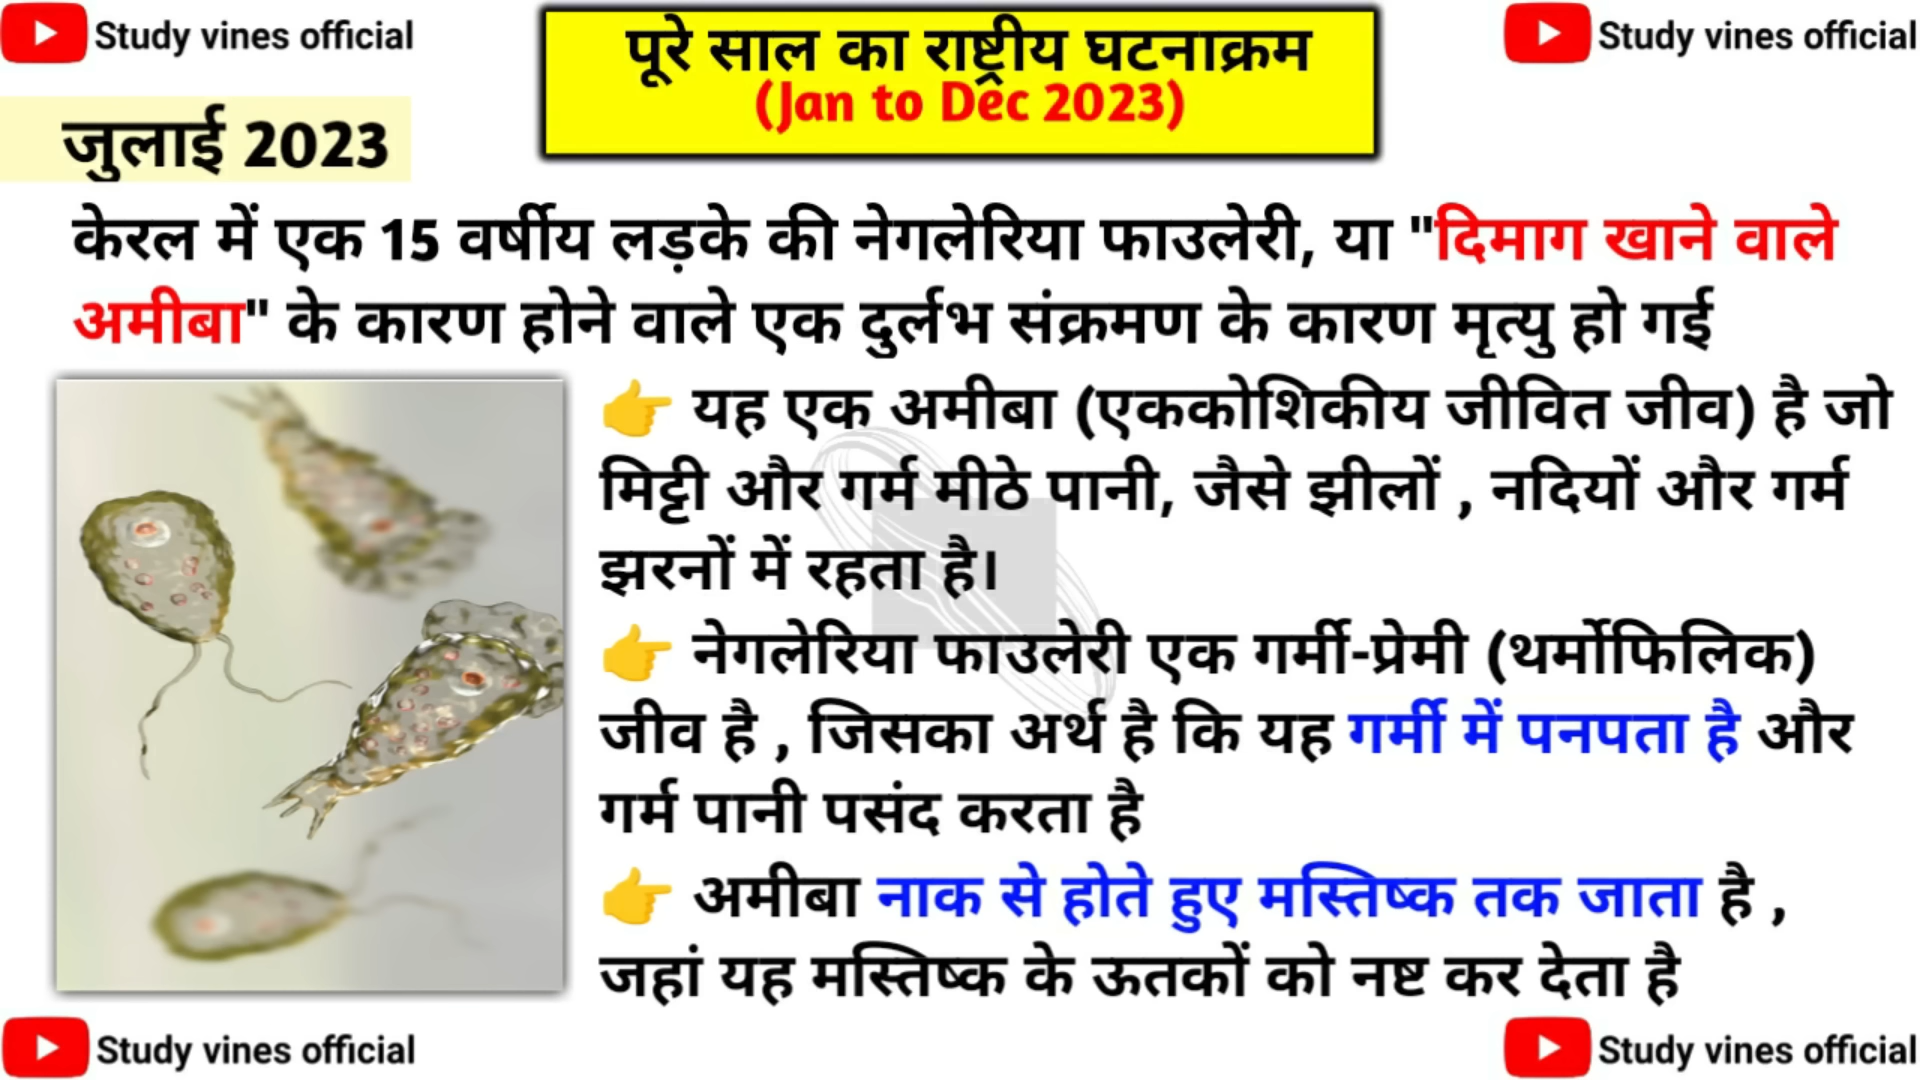 Study vines official
पूरे साल का राष्ट्रीय घटनाक्रम
(Jan to Dec 2023)
Study vines official
जुलाई 2023
केरल में एक 15 वर्षीय लड़के की नेगलेरिया फाउलेरी, या "दिमाग खाने वाले
अमीबा" के कारण होने वाले एक दुर्लभ संक्रमण के कारण मृत्यु हो गई
👉 यह एक अमीबा (एककोशिकीय जीवित जीव) है जो
मिट्टी और गर्म मीठे पानी, जैसे झीलों , नदियों और गर्म
झरनों में रहता है।
👉 नेगलेरिया फाउलेरी एक गर्मी-प्रेमी (थर्मोफिलिक)
जीव है , जिसका अर्थ है कि यह गर्मी में पनपता है और
गर्म पानी पसंद करता है
👉 अमीबा नाक से होते हुए मस्तिष्क तक जाता है ,
जहां यह मस्तिष्क के ऊतकों को नष्ट कर देता है
Study vines official
Study vines official